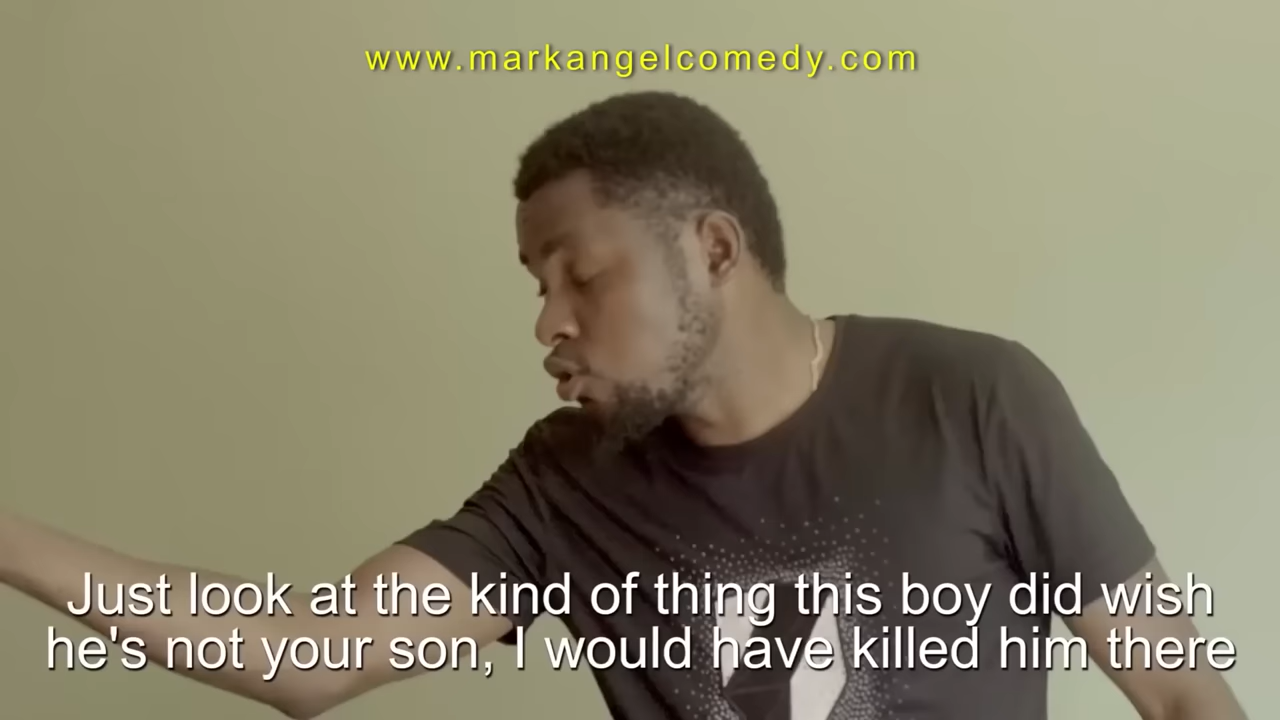 www.markangelcomedy.com
Just look at the kind of thing this boy did wish
he's not your son, I would have killed him there